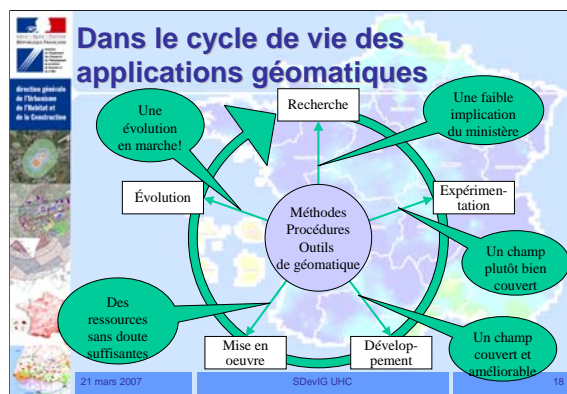 Dans le cycle de vie des
applications géomatiques
RÉPUBLIQUE FRANÇAISE
direction générale
de l'Urbanisme
de l'Habitat et
de la Construction
Une
évolution
en marche!
Recherche
Une faible
implication
du ministère
Évolution
Expérimen-
tation
Méthodes
Procédures
Outils
de géomatique
Un champ
plutôt bien
couvert
Des
ressources
sans doute
suffisantes
Mise en
oeuvre
Dévelop-
pement
Un champ
couvert et
améliorable
21 mars 2007
SDevIG UHC
18